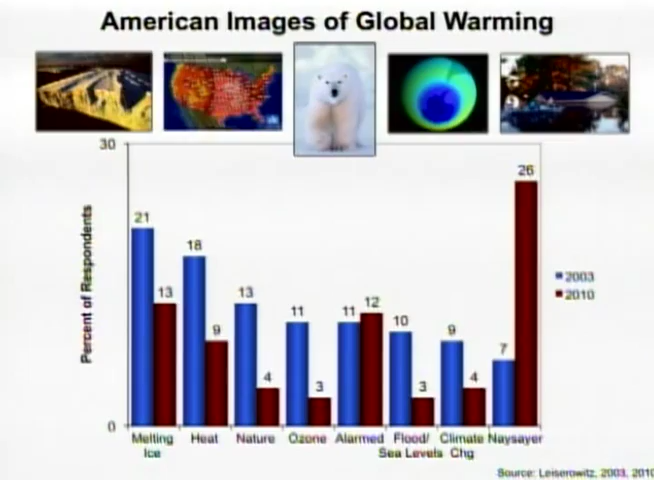 American Images of Global Warming
30
Percent of Respondents
0
21
13
18
9
13
4
11
3
11
12
10
3
9
4
7
26
2003
2010
Melting Ice
Heat
Nature
Ozone
Alarmed
Flood/
Sea Levels
Climate
Chg
Naysayer
Source: Leiserowitz, 2003, 2010